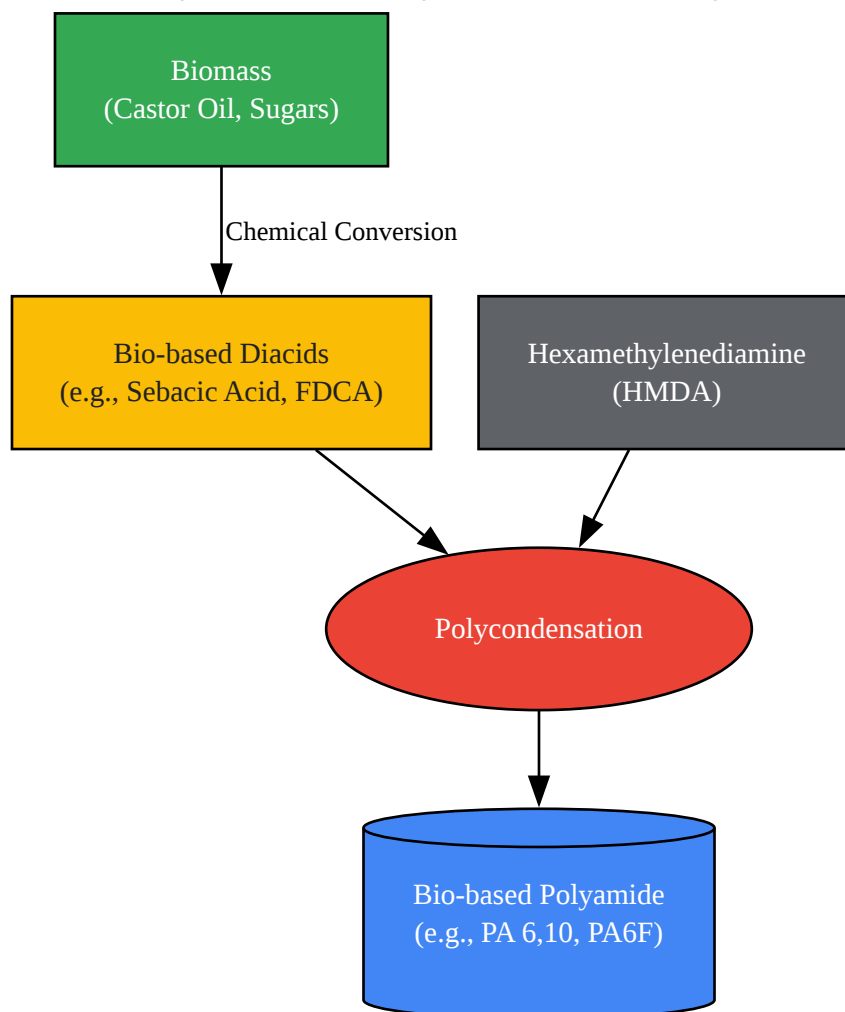 Biomass
(Castor Oil, Sugars)
Chemical Conversion
Bio-based Diacids
(e.g., Sebacic Acid, FDCA)
Hexamethylenediamine
(HMDA)
Polycondensation
Bio-based Polyamide
(e.g., PA 6,10, PA6F)